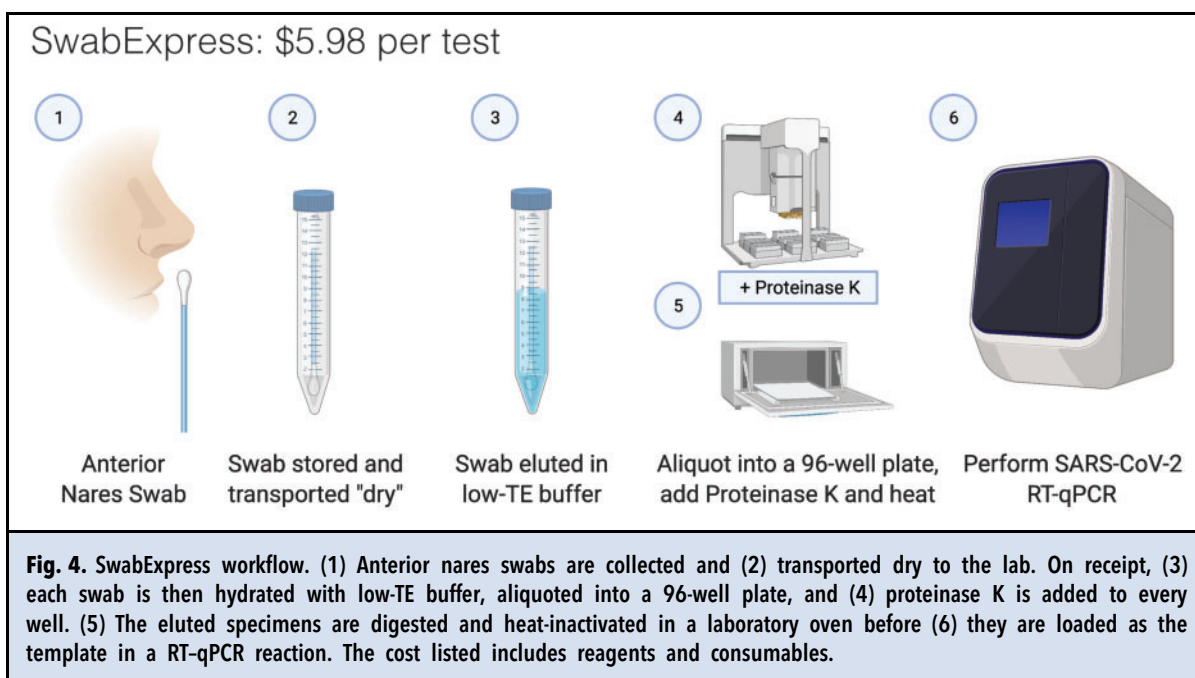 SwabExpress: $5.98 per test
1
2
3
4
6
+ Proteinase K
5
Anterior
Nares Swab
Swab stored and
transported "dry"
Swab eluted in
low-TE buffer
Aliquot into a 96-well plate,
add Proteinase K and heat
Perform SARS-CoV-2
RT-qPCR
Fig. 4. SwabExpress workflow. (1) Anterior nares swabs are collected and (2) transported dry to the lab. On receipt, (3)
each swab is then hydrated with low-TE buffer, aliquoted into a 96-well plate, and (4) proteinase K is added to every
well. (5) The eluted specimens are digested and heat-inactivated in a laboratory oven before (6) they are loaded as the
template in a RT–qPCR reaction. The cost listed includes reagents and consumables.